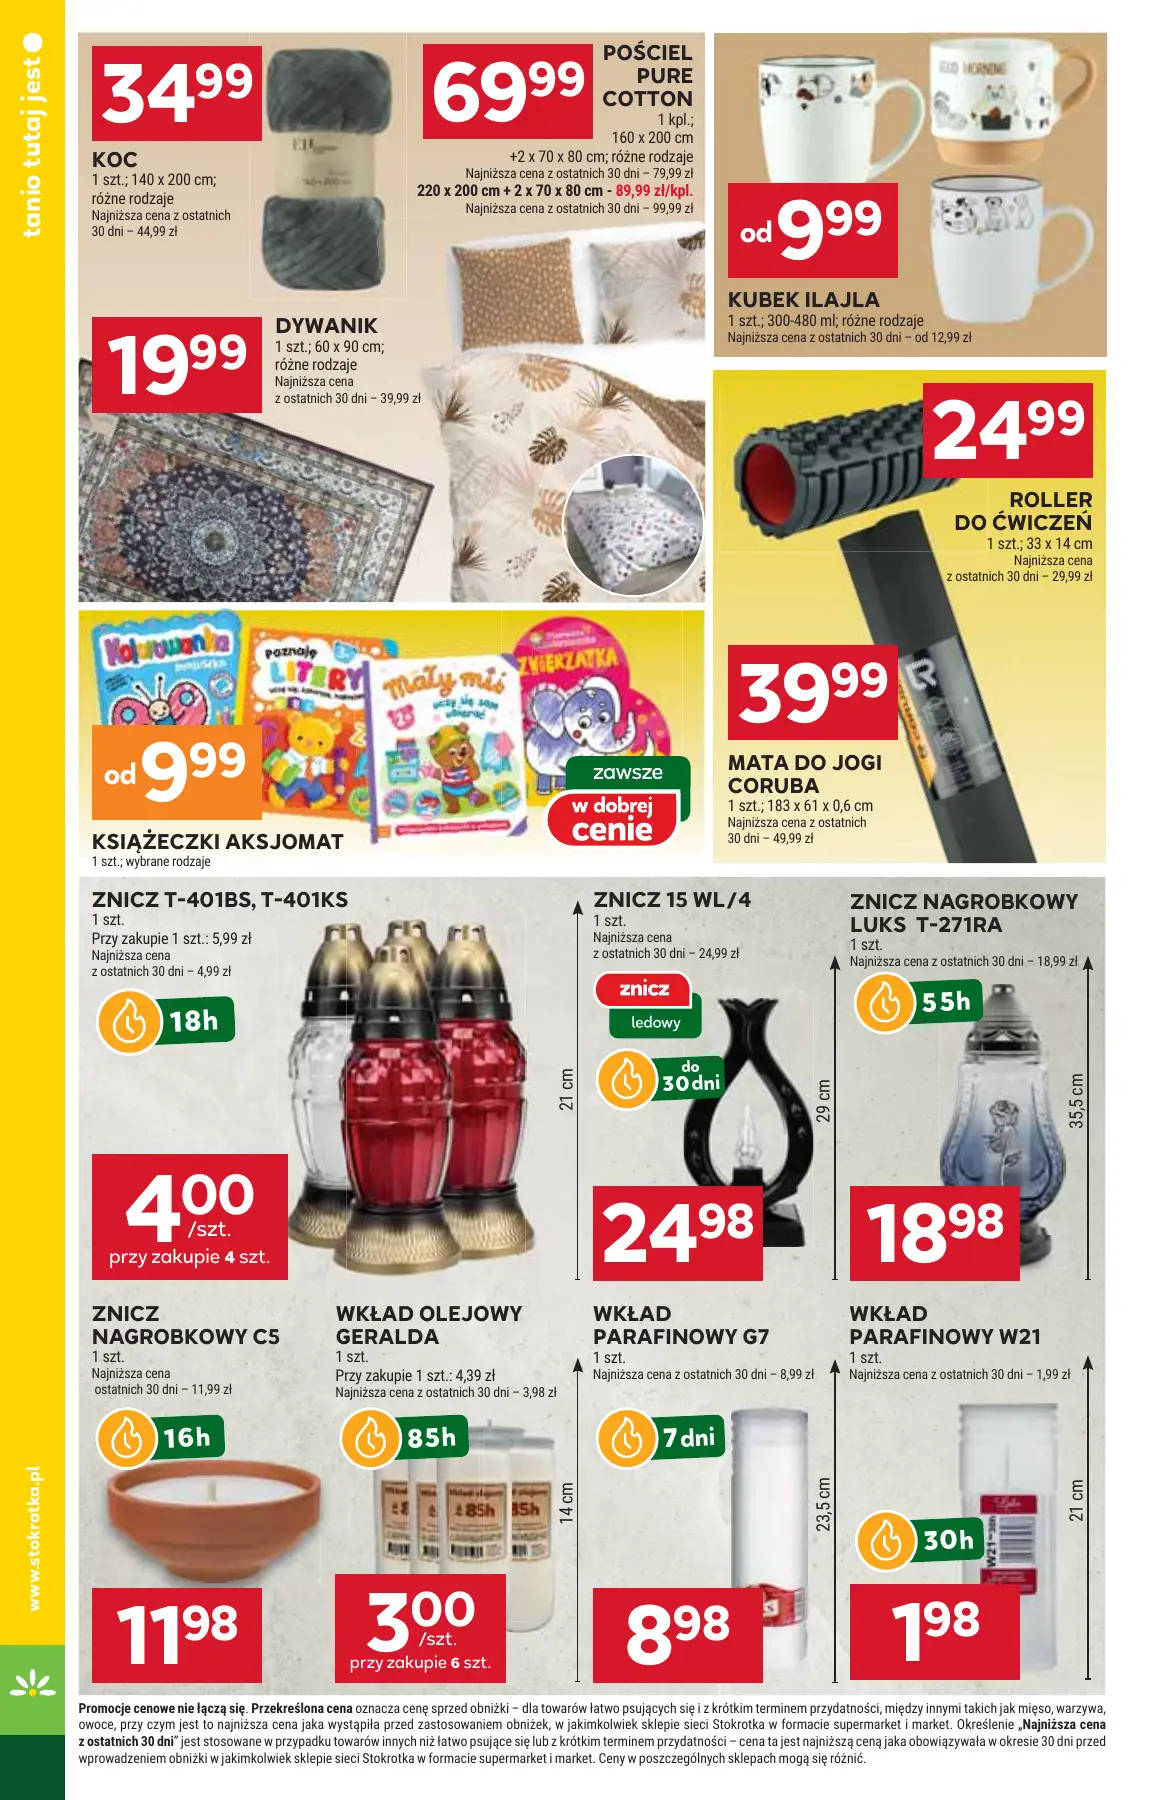 tanio tutaj jest
www.stokrotka.pl
34 99
KOC
1 szt.; 140 x 200 cm;
różne rodzaje
Najniższa cena z ostatnich
30 dni – 44,99 zł
69 99
POŚCIEL
PURE
COTTON
1 kpl.;
160 x 200 cm
+2 x 70 x 80 cm; różne rodzaje
Najniższa cena z ostatnich 30 dni – 79,99 zł
220 x 200 cm + 2 x 70 x 80 cm - 89,99 zł/kpl.
Najniższa cena z ostatnich 30 dni – 99,99 zł
19 99
DYWANIK
1 szt.; 60 x 90 cm;
różne rodzaje
Najniższa cena
z ostatnich 30 dni – 39,99 zł
GOOD MORNING
od 9 99
KUBEK ILAJLA
1 szt.; 300-480 ml; różne rodzaje
Najniższa cena z ostatnich 30 dni – od 12,99 zł
24 99
ROLLER
DO ĆWICZEŃ
1 szt.; 33 x 14 cm
Najniższa cena
z ostatnich 30 dni – 29,99 zł
39 99
MATA DO JOGI
CORUBA
1 szt.; 183 x 61 x 0,6 cm
Najniższa cena z ostatnich
30 dni – 49,99 zł
Kolorowanka
poznaję
LITERY
Mały miś
uczy się sam
ubierać
ZWIERZĄTKA
od 9 99
zawsze
w dobrej
cenie
KSIĄŻECZKI AKSJOMAT
1 szt.; wybrane rodzaje
ZNICZ T-401BS, T-401KS
1 szt.
Przy zakupie 1 szt.: 5,99 zł
Najniższa cena
z ostatnich 30 dni – 4,99 zł
18h
21 cm
4 00
/szt.
przy zakupie 4 szt.
ZNICZ 15 WL/4
1 szt.
Najniższa cena
z ostatnich 30 dni – 24,99 zł
znicz
ledowy
do
30 dni
29 cm
24 98
ZNICZ NAGROBKOWY
LUKS T-271RA
1 szt.
Najniższa cena z ostatnich 30 dni – 18,99 zł
55h
35,5 cm
18 98
ZNICZ
NAGROBKOWY C5
1 szt.
Najniższa cena
ostatnich 30 dni – 11,99 zł
16h
11 98
WKŁAD OLEJOWY
GERALDA
1 szt.
Przy zakupie 1 szt.: 4,39 zł
Najniższa cena z ostatnich 30 dni – 3,98 zł
85h
Wkład olejowy
85h
85h
14 cm
3 00
/szt.
przy zakupie 6 szt.
WKŁAD
PARAFINOWY G7
1 szt.
Najniższa cena z ostatnich 30 dni – 8,99 zł
7 dni
23,5 cm
8 98
WKŁAD
PARAFINOWY W21
1 szt.
Najniższa cena z ostatnich 30 dni – 1,99 zł
30h
21 cm
1 98
Promocje cenowe nie łączą się. Przekreślona cena oznacza cenę sprzed obniżki – dla towarów łatwo psujących się i z krótkim terminem przydatności, między innymi takich jak mięso, warzywa,
owoce, przy czym jest to najniższa cena jaka wystąpiła przed zastosowaniem obniżek, w jakimkolwiek sklepie sieci Stokrotka w formacie supermarket i market. Określenie „Najniższa cena
z ostatnich 30 dni” jest stosowane w przypadku towarów innych niż łatwo psujące się lub z krótkim terminem przydatności – cena ta jest najniższą ceną jaka obowiązywała w okresie 30 dni przed
wprowadzeniem obniżki w jakimkolwiek sklepie sieci Stokrotka w formacie supermarket i market. Ceny w poszczególnych sklepach mogą się różnić.